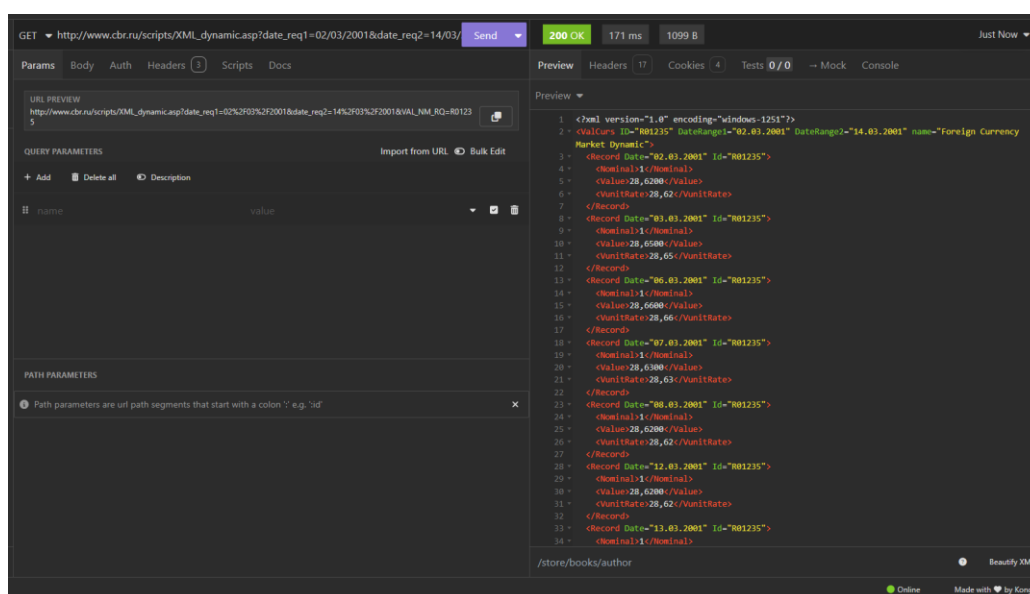 GET http://www.cbr.ru/scripts/XML_dynamic.asp?date_req1=02/03/2001&date_req2=14/03/ Send
200 OK 171 ms 1099 B Just Now
Params Body Auth Headers 3 Scripts Docs
Preview Headers 17 Cookies 4 Tests 0 / 0 → Mock Console
URL PREVIEW
http://www.cbr.ru/scripts/XML_dynamic.asp?date_req1=02%2F03%2F2001&date_req2=14%2F03%2F2001&VAL_NM_RQ=R0123
5
QUERY PARAMETERS Import from URL Bulk Edit
+ Add Delete all Description
name value
PATH PARAMETERS
Path parameters are url path segments that start with a colon ':' e.g. ':id' ×
Preview
1 <?xml version="1.0" encoding="windows-1251"?>
2 <ValCurs ID="R01235" DateRange1="02.03.2001" DateRange2="14.03.2001" name="Foreign Currency
Market Dynamic">
3 <Record Date="02.03.2001" Id="R01235">
4 <Nominal>1</Nominal>
5 <Value>28,6200</Value>
6 <VunitRate>28,62</VunitRate>
7 </Record>
8 <Record Date="03.03.2001" Id="R01235">
9 <Nominal>1</Nominal>
10 <Value>28,6500</Value>
11 <VunitRate>28,65</VunitRate>
12 </Record>
13 <Record Date="06.03.2001" Id="R01235">
14 <Nominal>1</Nominal>
15 <Value>28,6600</Value>
16 <VunitRate>28,66</VunitRate>
17 </Record>
18 <Record Date="07.03.2001" Id="R01235">
19 <Nominal>1</Nominal>
20 <Value>28,6300</Value>
21 <VunitRate>28,63</VunitRate>
22 </Record>
23 <Record Date="08.03.2001" Id="R01235">
24 <Nominal>1</Nominal>
25 <Value>28,6200</Value>
26 <VunitRate>28,62</VunitRate>
27 </Record>
28 <Record Date="12.03.2001" Id="R01235">
29 <Nominal>1</Nominal>
30 <Value>28,6200</Value>
31 <VunitRate>28,62</VunitRate>
32 </Record>
33 <Record Date="13.03.2001" Id="R01235">
34 <Nominal>1</Nominal>
/store/books/author Beautify XM
Online Made with ♥ by Kon